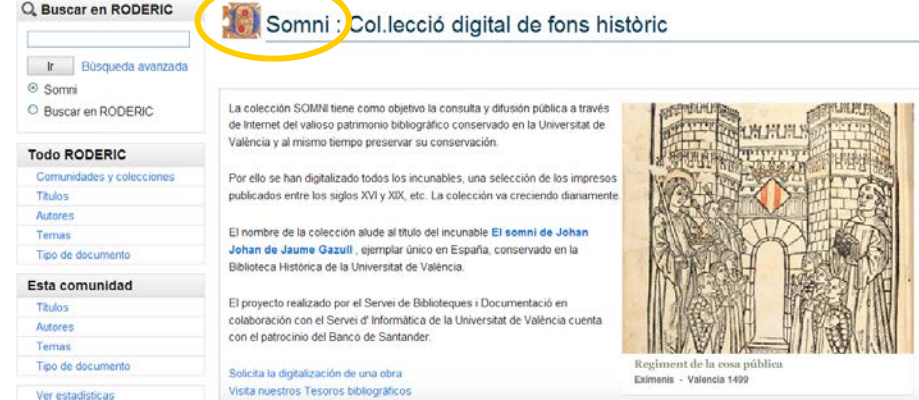 Buscar en RODERIC
Ir Búsqueda avanzada
Somni
Buscar en RODERIC
Todo RODERIC
Comunidades y colecciones
Títulos
Autores
Temas
Tipo de documento
Esta comunidad
Títulos
Autores
Temas
Tipo de documento
Ver estadísticas
Somni : Col.lecció digital de fons històric
La colección SOMNI tiene como objetivo la consulta y difusión pública a través
de Internet del valioso patrimonio bibliográfico conservado en la Universitat de
València y al mismo tiempo preservar su conservación.
Por ello se han digitalizado todos los incunables, una selección de los impresos
publicados entre los siglos XVI y XIX, etc. La colección va creciendo diariamente.
El nombre de la colección alude al título del incunable El somni de Johan
Johan de Jaume Gazull , ejemplar único en España, conservado en la
Biblioteca Històrica de la Universitat de València.
El proyecto realizado por el Servei de Biblioteques i Documentació en
colaboración con el Servei d' Informàtica de la Universitat de València cuenta
con el patrocinio del Banco de Santander.
Solicita la digitalización de una obra
Visita nuestros Tesoros bibliográficos
Regiment de la cosa pública
Eximenis - Valencia 1499